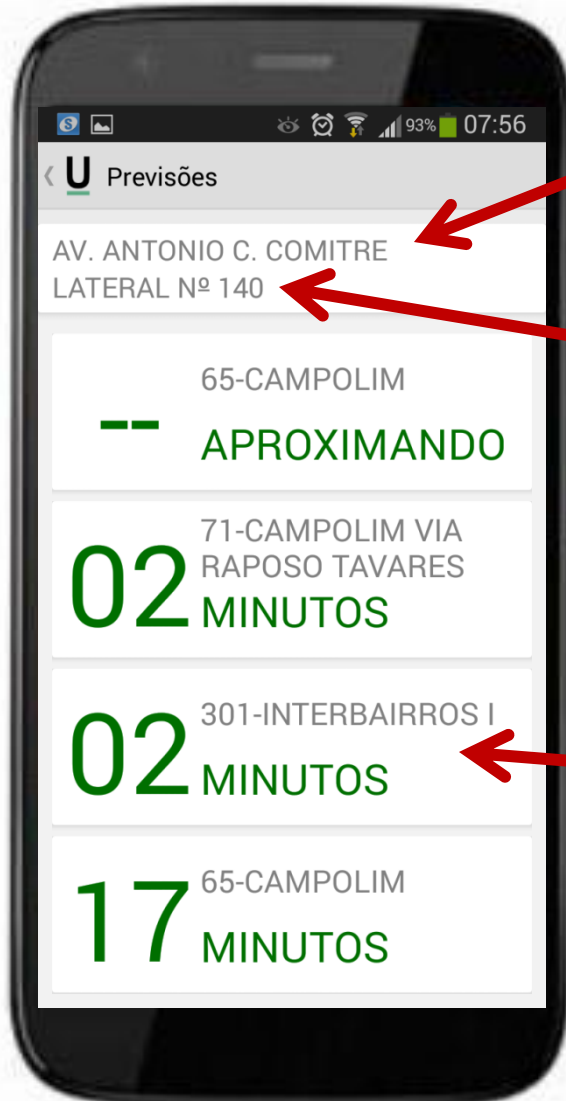 93% 07:56
U Previsões
AV. ANTONIO C. COMITRE
LATERAL Nº 140
65-CAMPOLIM
-- APROXIMANDO
71-CAMPOLIM VIA
RAPOSO TAVARES
02 MINUTOS
301-INTERBAIRROS I
02 MINUTOS
65-CAMPOLIM
17 MINUTOS